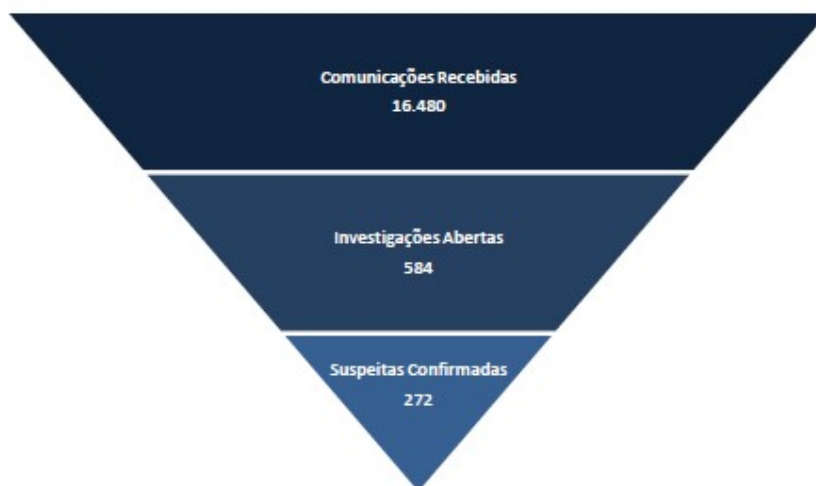 Comunicações Recebidas
16.480
Investigações Abertas
584
Suspeitas Confirmadas
272